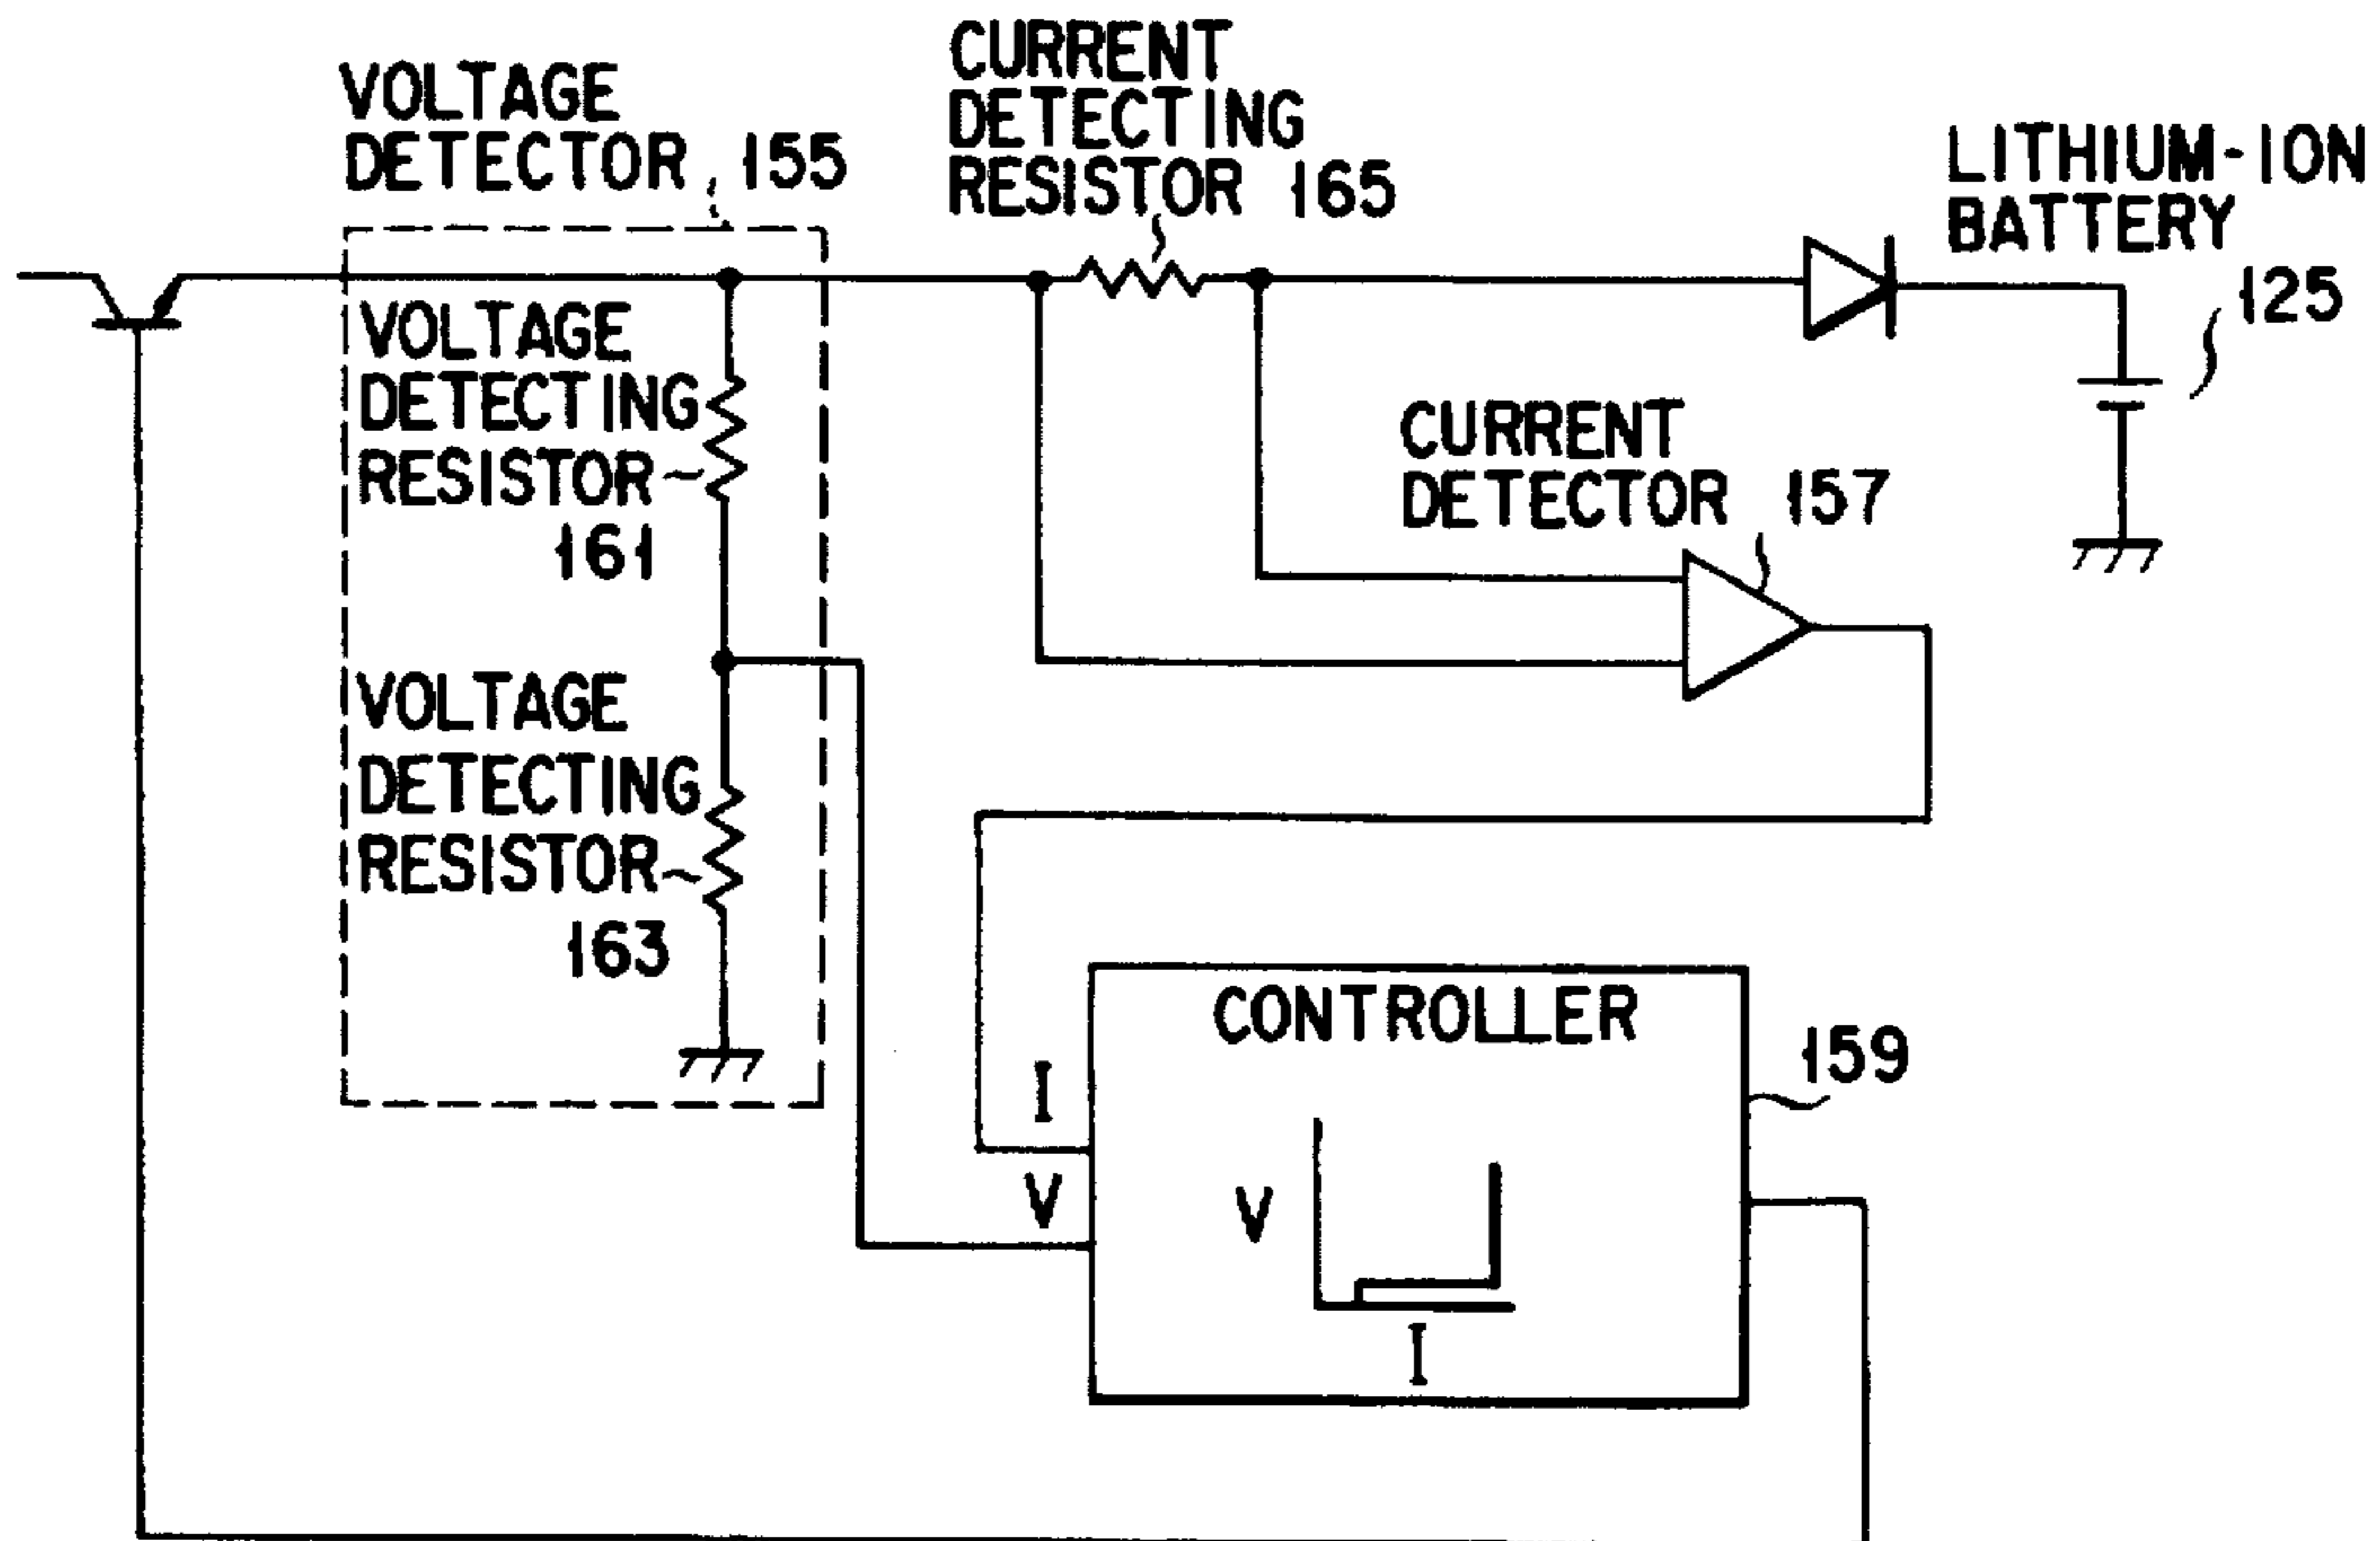 VOLTAGE
DETECTOR 155
CURRENT
DETECTING
RESISTOR 165
LITHIUM-ION
BATTERY
125
VOLTAGE
DETECTING
RESISTOR
161
CURRENT
DETECTOR 157
VOLTAGE
DETECTING
RESISTOR
163
CONTROLLER
159
I
V
V
I